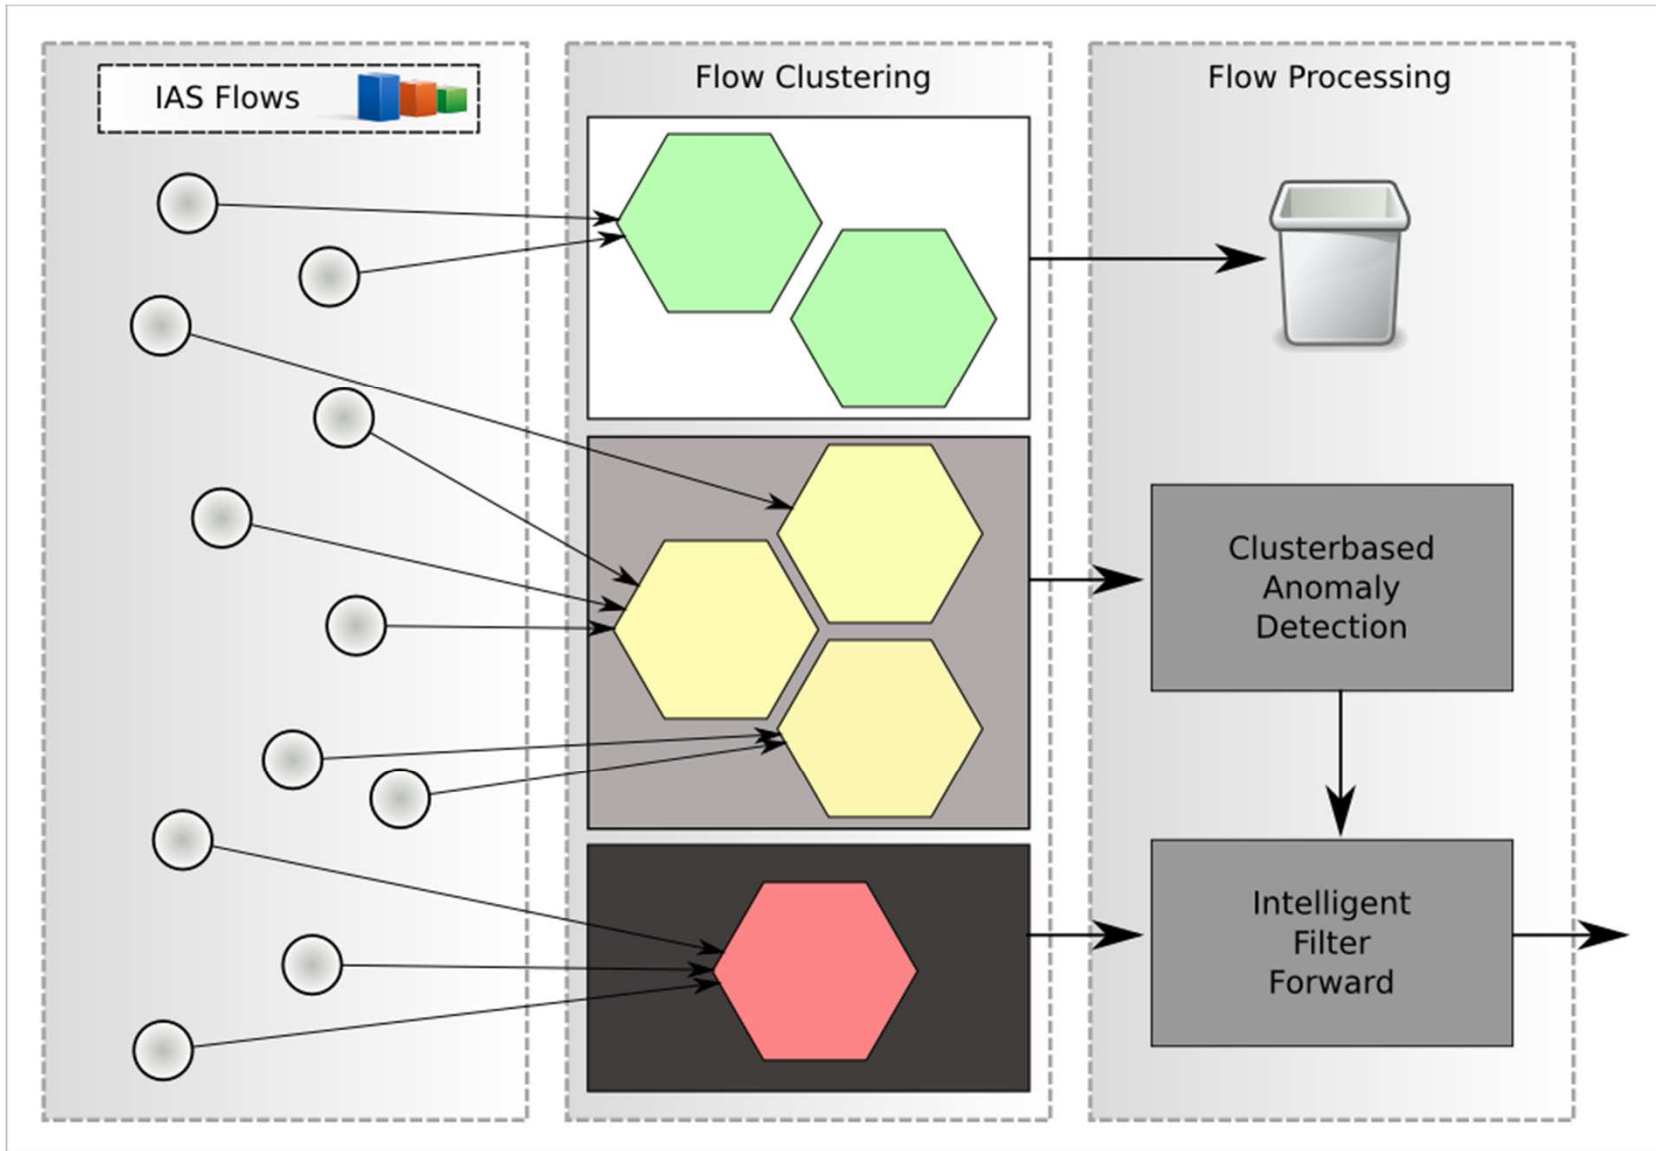 IAS Flows
Flow Clustering
Flow Processing
Clusterbased
Anomaly
Detection
Intelligent
Filter
Forward